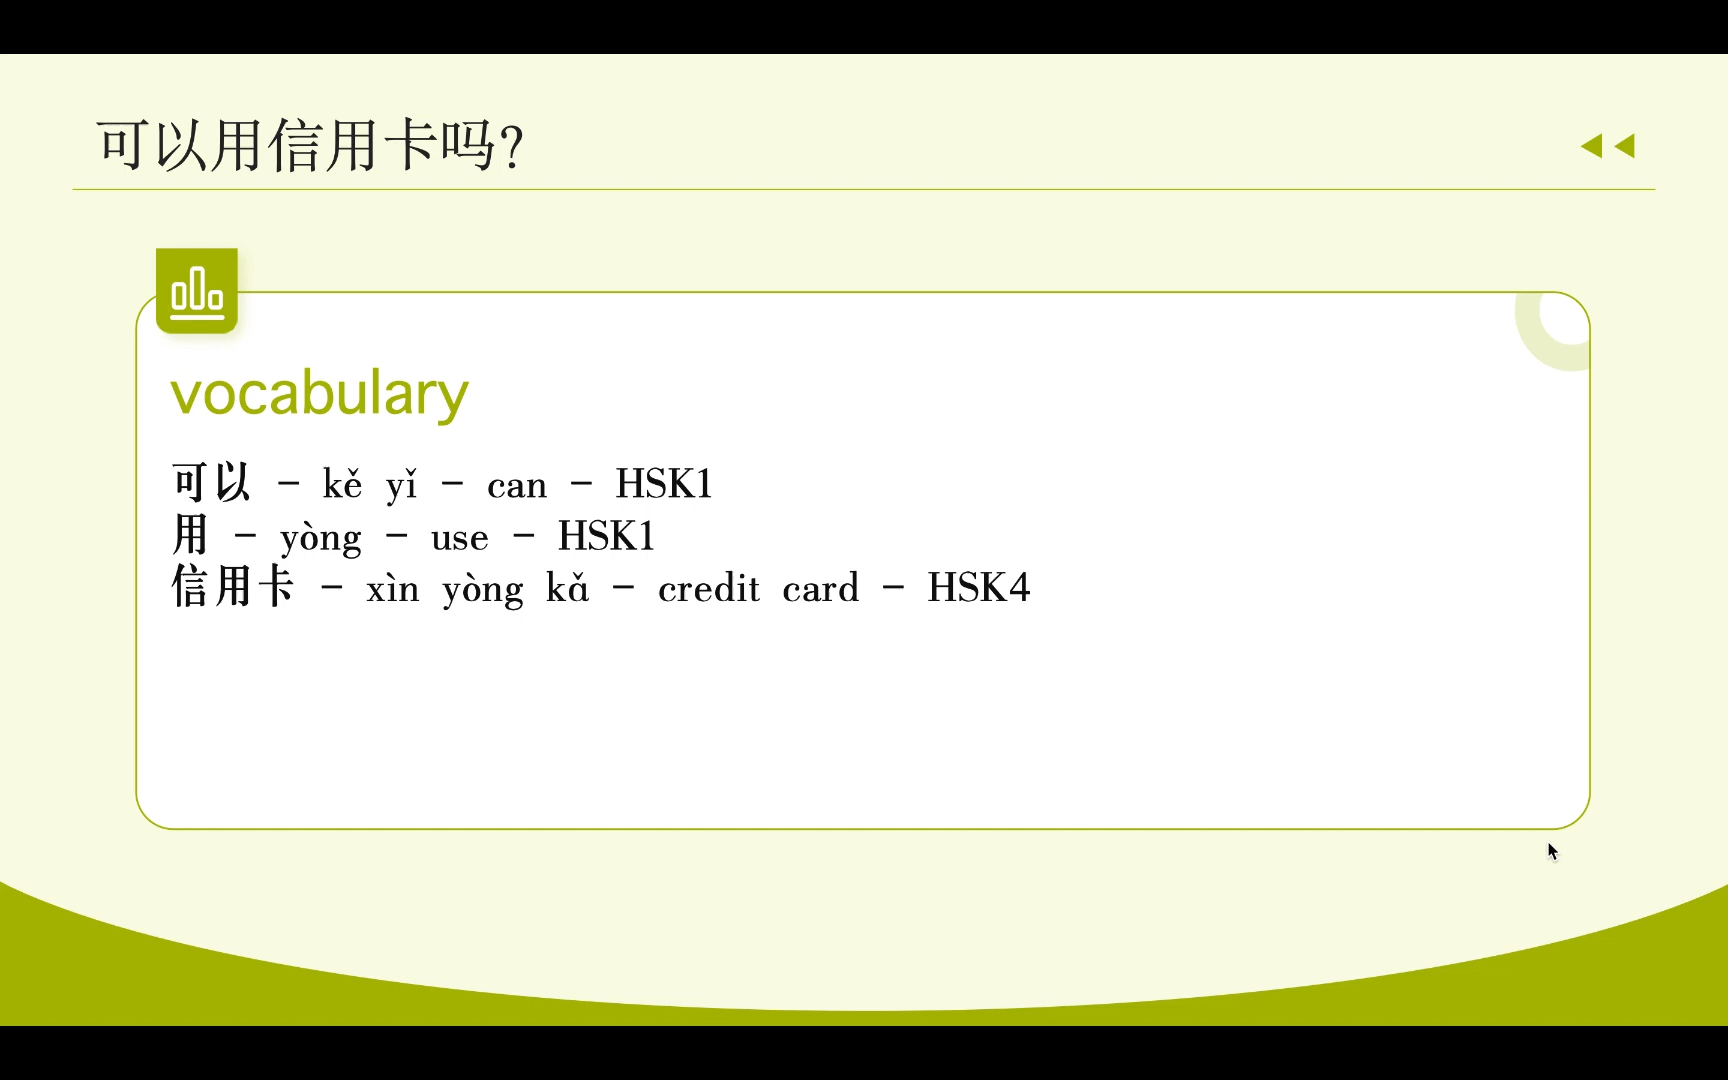 可以用信用卡吗?
vocabulary
可以 - kě yǐ - can - HSK1
用 - yòng - use - HSK1
信用卡 - xìn yòng kǎ - credit card - HSK4